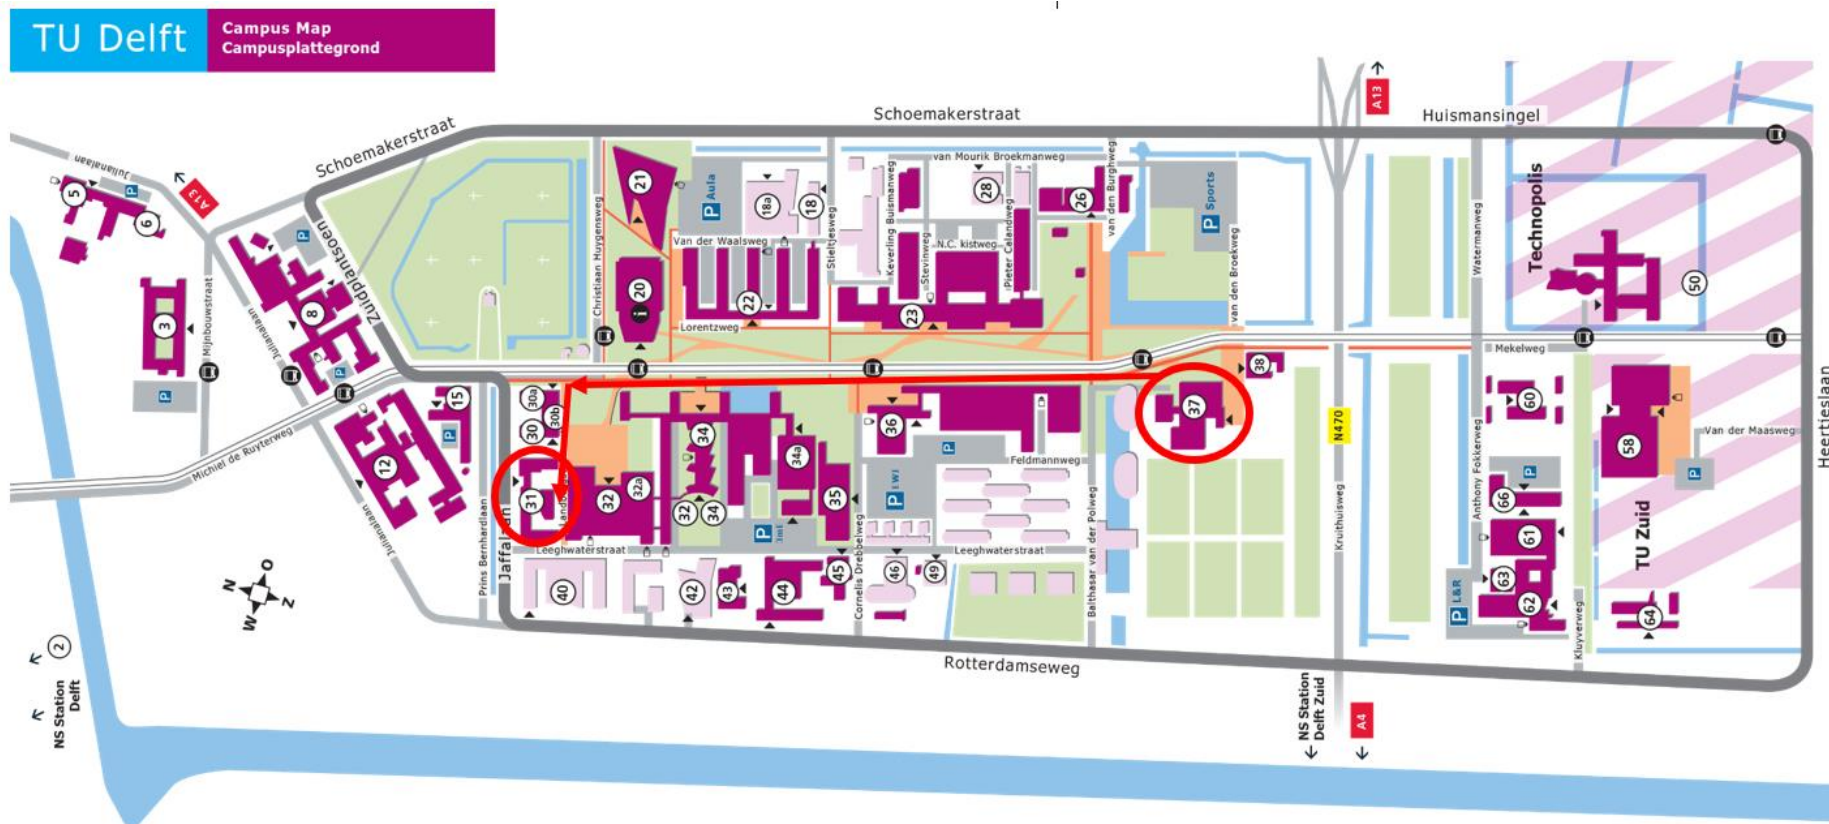 TU Delft
Campus Map
Campusplattegrond
Schoemakerstraat
Schoemakerstraat
Huismansingel
A13
A13
Julianalaan
5
6
P
3
P
Mijnbouwstraat
Julianalaan
8
P
P
Zuidplantsoen
Michiel de Ruyterweg
12
15
P
Julianalaan
Prins Bernhardlaan
Jaffalaan
N
O
Z
W
2
NS Station
Delft
Christiaan Huygensweg
21
P Aula
18a
18
Van der Waalsweg
Stieltjesweg
20
i
22
Lorentzweg
van Mourik Broekmanweg
Keverling Buismanweg
Stevinweg
28
Pieter Calandweg
N.C. kistweg
26
van den Burghweg
23
P Sports
van den Broekweg
38
37
30a
30b
30
31
32
32a
32
34
34
34a
35
P 3mE
36
P
P IWI
Feldmannweg
Leeghwaterstraat
Leeghwaterstraat
Cornelis Drebbelweg
Balthasar van der Polweg
40
42
43
44
45
46
49
Rotterdamseweg
N470
Kruithuisweg
NS Station
Delft Zuid
A4
Technopolis
Watermanweg
50
Mekelweg
60
58
Van der Maasweg
P
Anthony Fokkerweg
P
66
61
63
62
P L&R
Kluyverweg
TU Zuid
64
Heertjeslaan